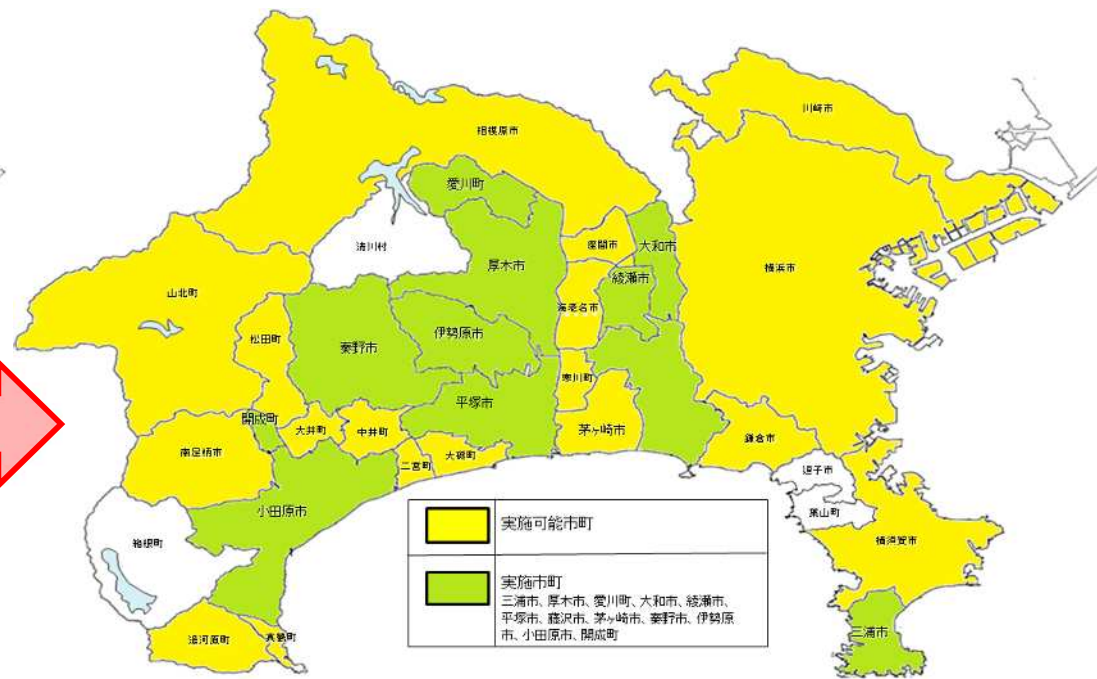 川崎市
相模原市
愛川町
清川村
座間市
大和市
横浜市
厚木市
綾瀬市
山北町
海老名市
松田町
伊勢原市
秦野市
寒川町
平塚市
開成町
大井町
中井町
茅ヶ崎市
鎌倉市
南足柄市
二宮町
大磯町
逗子市
葉山町
小田原市
箱根町
横須賀市
湯河原町
真鶴町
三浦市
実施可能市町
実施市町
三浦市、厚木市、愛川町、大和市、綾瀬市、
平塚市、藤沢市、茅ヶ崎市、秦野市、伊勢原
市、小田原市、開成町